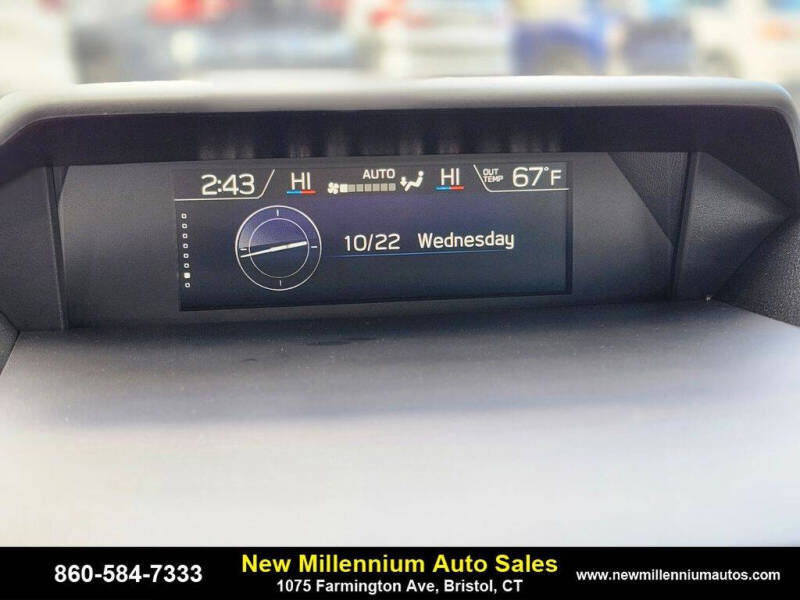 2:43 HI AUTO HI OUT TEMP 67°F
10/22 Wednesday
860-584-7333 New Millennium Auto Sales www.newmillenniumautos.com
1075 Farmington Ave, Bristol, CT